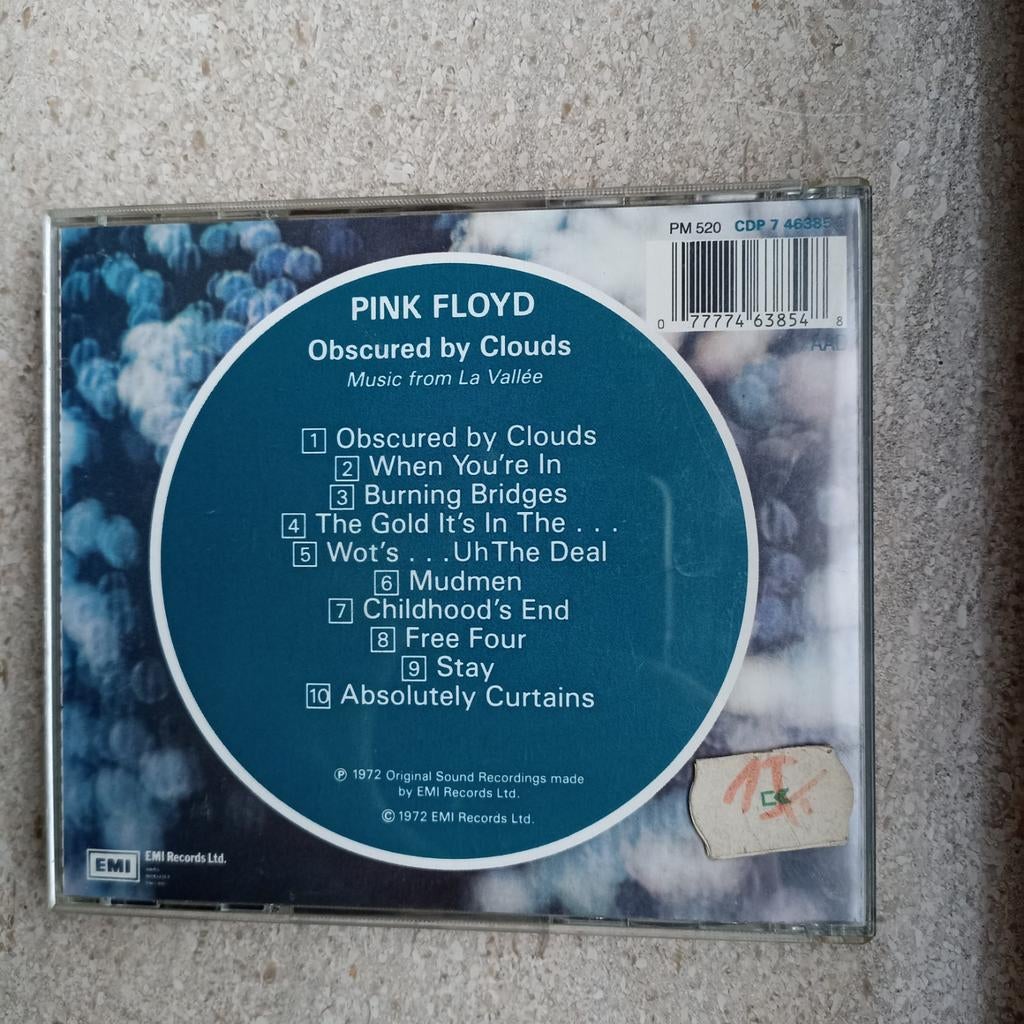 PM 520 CDP 7 46385
0 77774 63854 8
AAD
PINK FLOYD
Obscured by Clouds
Music from La Vallée
1 Obscured by Clouds
2 When You're In
3 Burning Bridges
4 The Gold It's In The . . .
5 Wot's . . . Uh The Deal
6 Mudmen
7 Childhood's End
8 Free Four
9 Stay
10 Absolutely Curtains
℗ 1972 Original Sound Recordings made
by EMI Records Ltd.
© 1972 EMI Records Ltd.
EMI EMI Records Ltd.